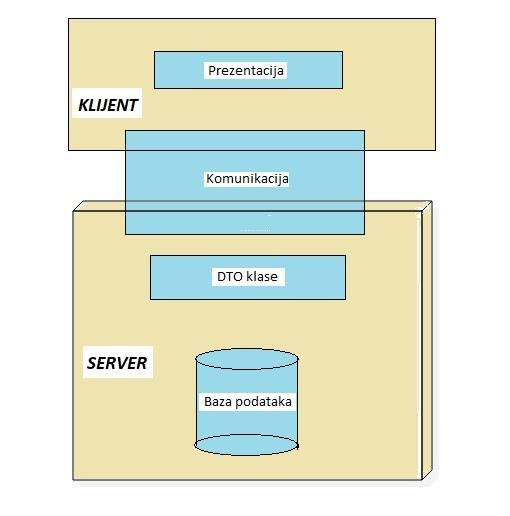 Prezentacija
KLIJENT
Komunikacija
DTO klase
SERVER
Baza podataka